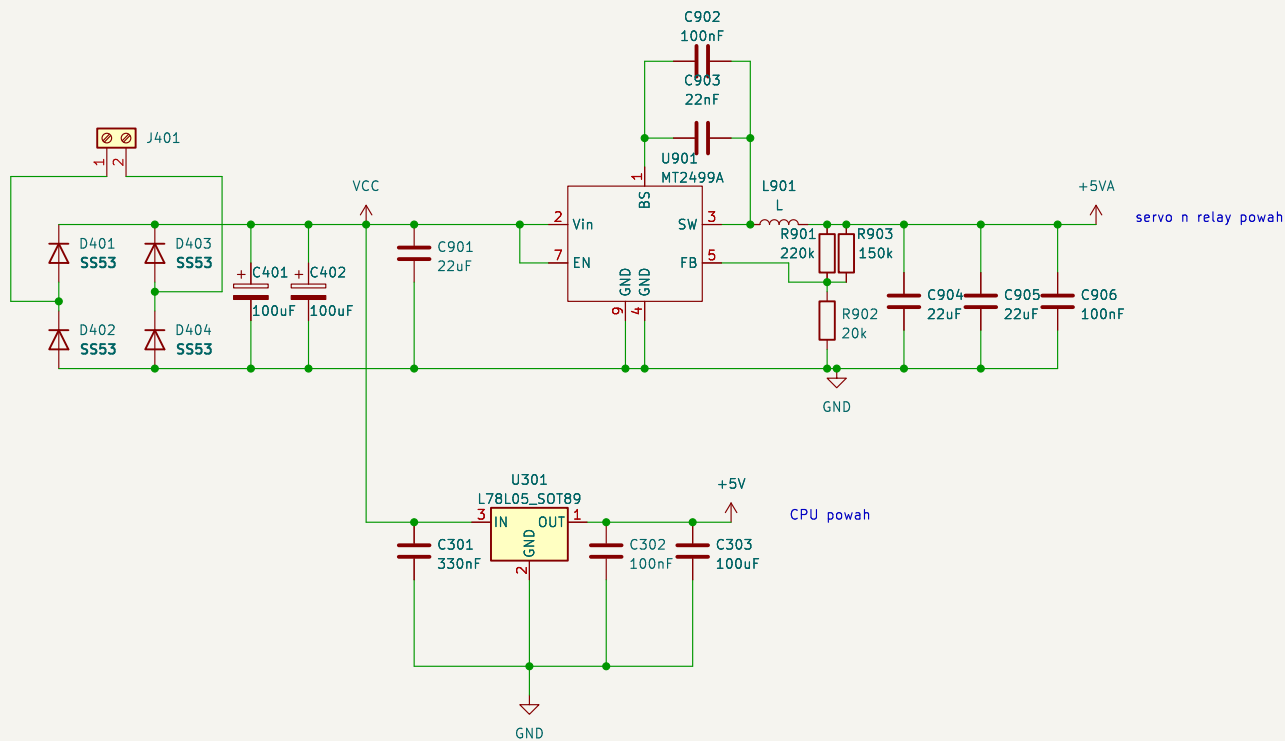 C902
100nF
C903
22nF
J401
1
2
U901
MT2499A
1
BS
VCC
L901
L
+5VA
servo n relay powah
2
Vin
SW
3
7
EN
FB
5
GND
GND
9
4
D401
SS53
D403
SS53
+
C401
100uF
+
C402
100uF
C901
22uF
R901
220k
R903
150k
D402
SS53
D404
SS53
R902
20k
C904
22uF
C905
22uF
C906
100nF
GND
U301
L78L05_SOT89
+5V
CPU powah
3
IN
OUT
1
GND
2
C301
330nF
C302
100nF
C303
100uF
GND